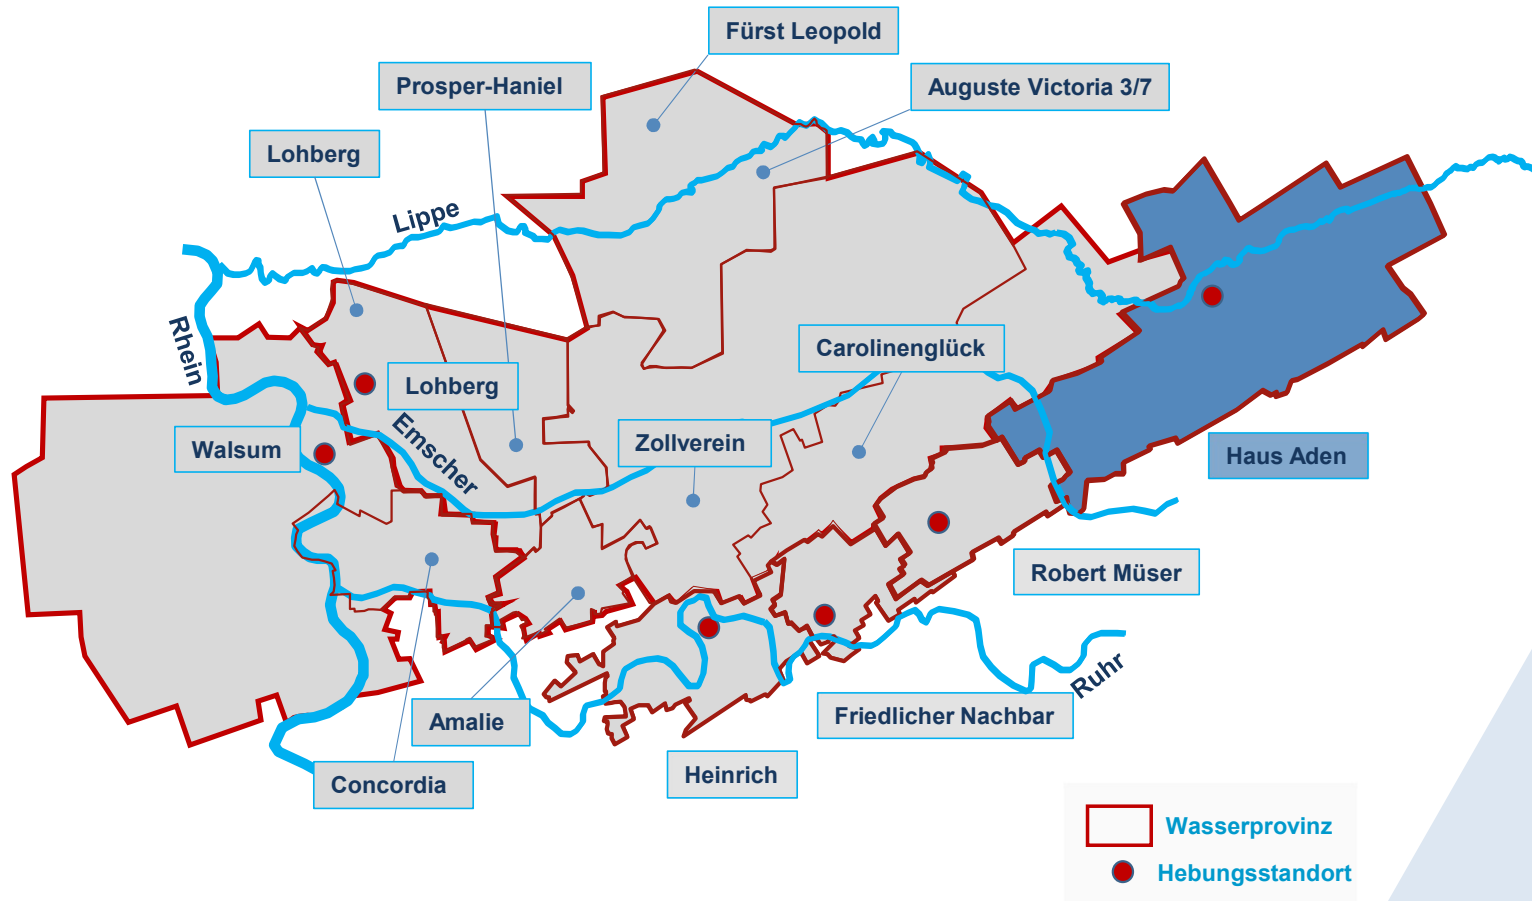 Fürst Leopold
Prosper-Haniel
Auguste Victoria 3/7
Lohberg
Lippe
Rhein
Carolinenglück
Lohberg
Emscher
Walsum
Zollverein
Haus Aden
Robert Müser
Ruhr
Amalie
Friedlicher Nachbar
Concordia
Heinrich
Wasserprovinz
Hebungsstandort